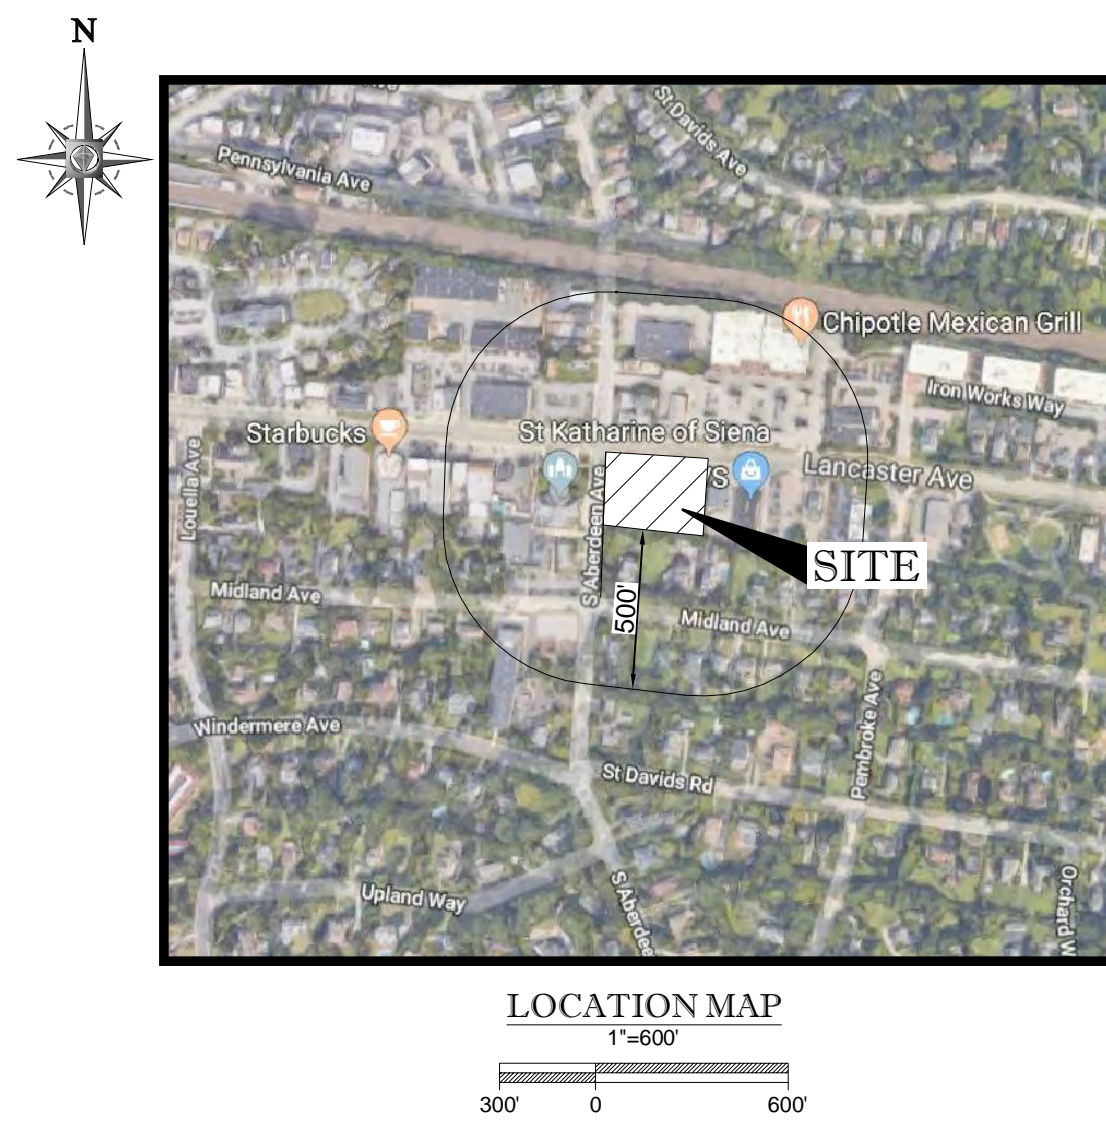 N
St Davids Ave
Pennsylvania Ave
Chipotle Mexican Grill
Iron Works Way
Starbucks
St Katharine of Siena
Lancaster Ave
Louella Ave
S Aberdeen Ave
SITE
Midland Ave
500'
Midland Ave
Windermere Ave
Pembroke Ave
St Davids Rd
Upland Way
S Aberdee
Orchard W
LOCATION MAP
1"=600'
300' 0 600'